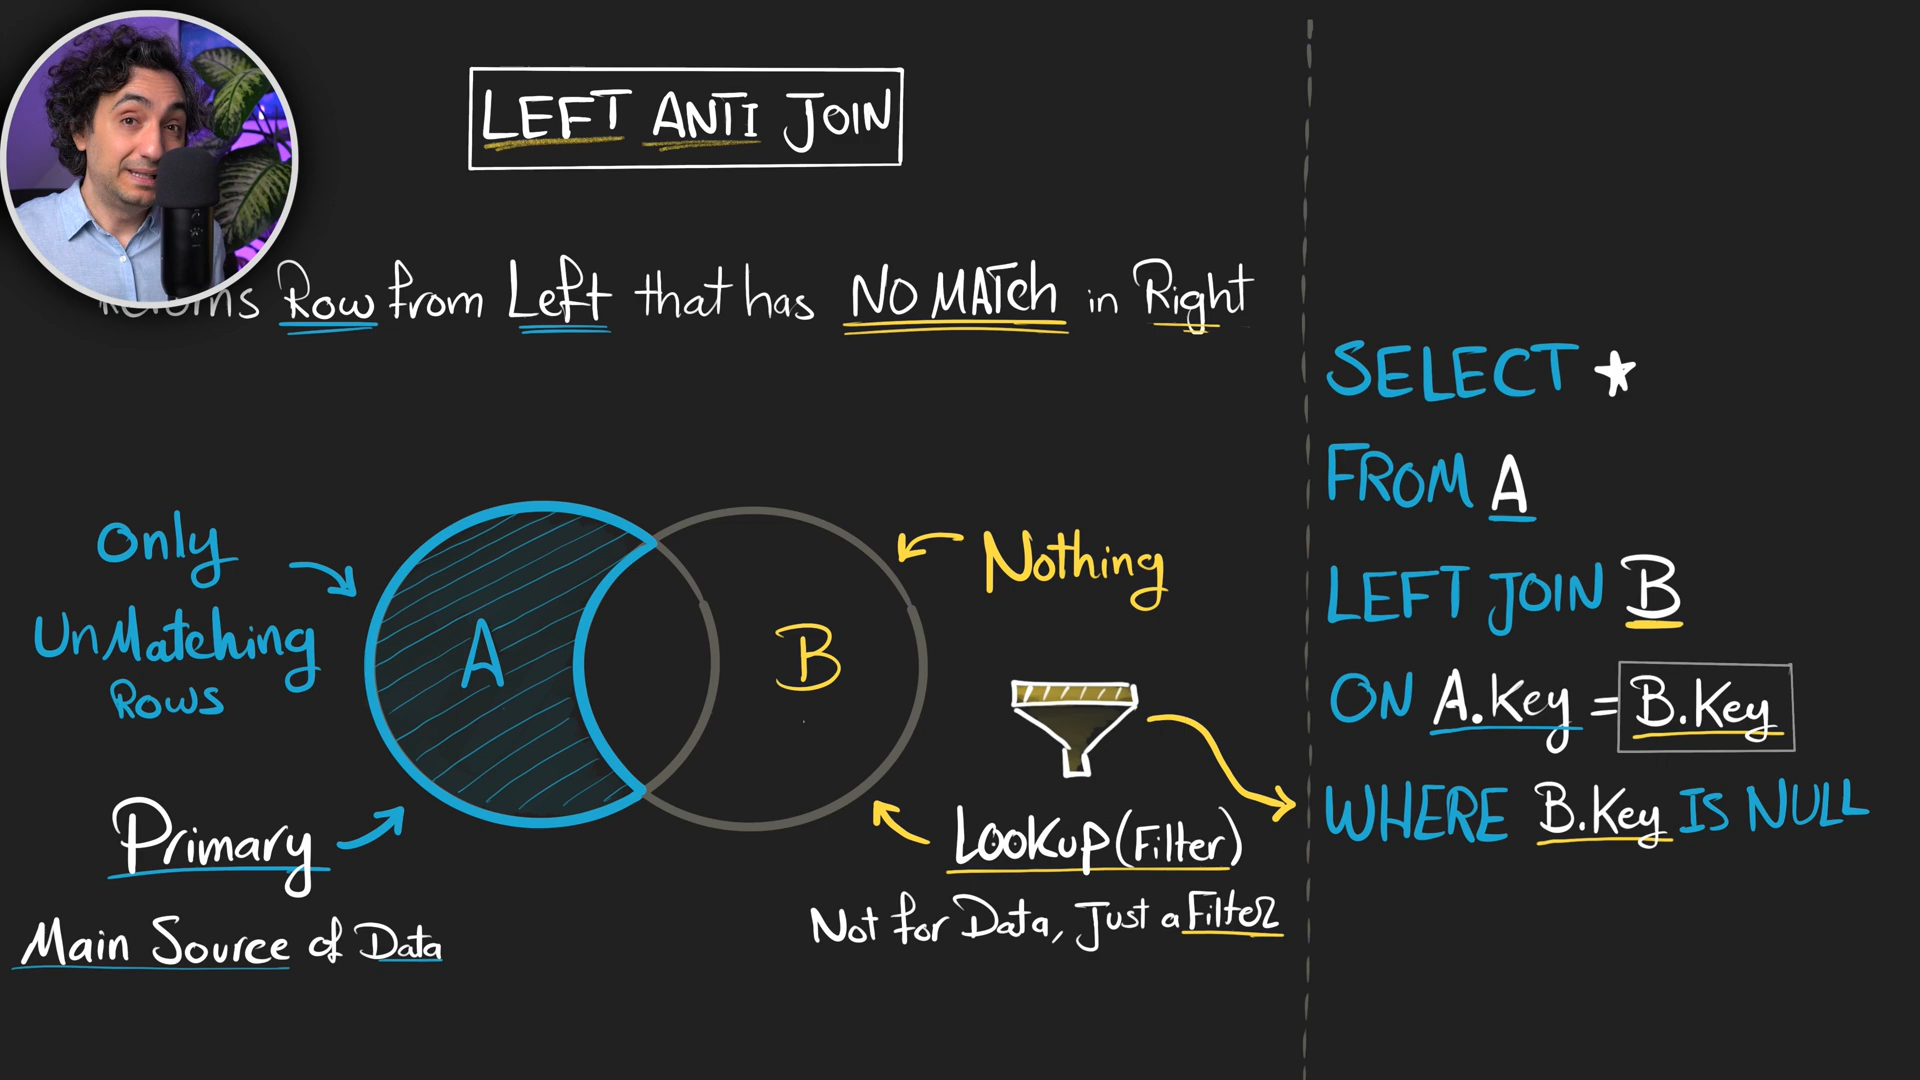 LEFT ANTI JOIN
Row from Left that has NO MATCH in Right
Only
UnMatching
Rows
A
B
Nothing
Primary
Main Source of Data
Lookup (Filter)
Not for Data, Just a Filter
SELECT *
FROM A
LEFT JOIN B
ON A.Key = B.Key
WHERE B.Key IS NULL